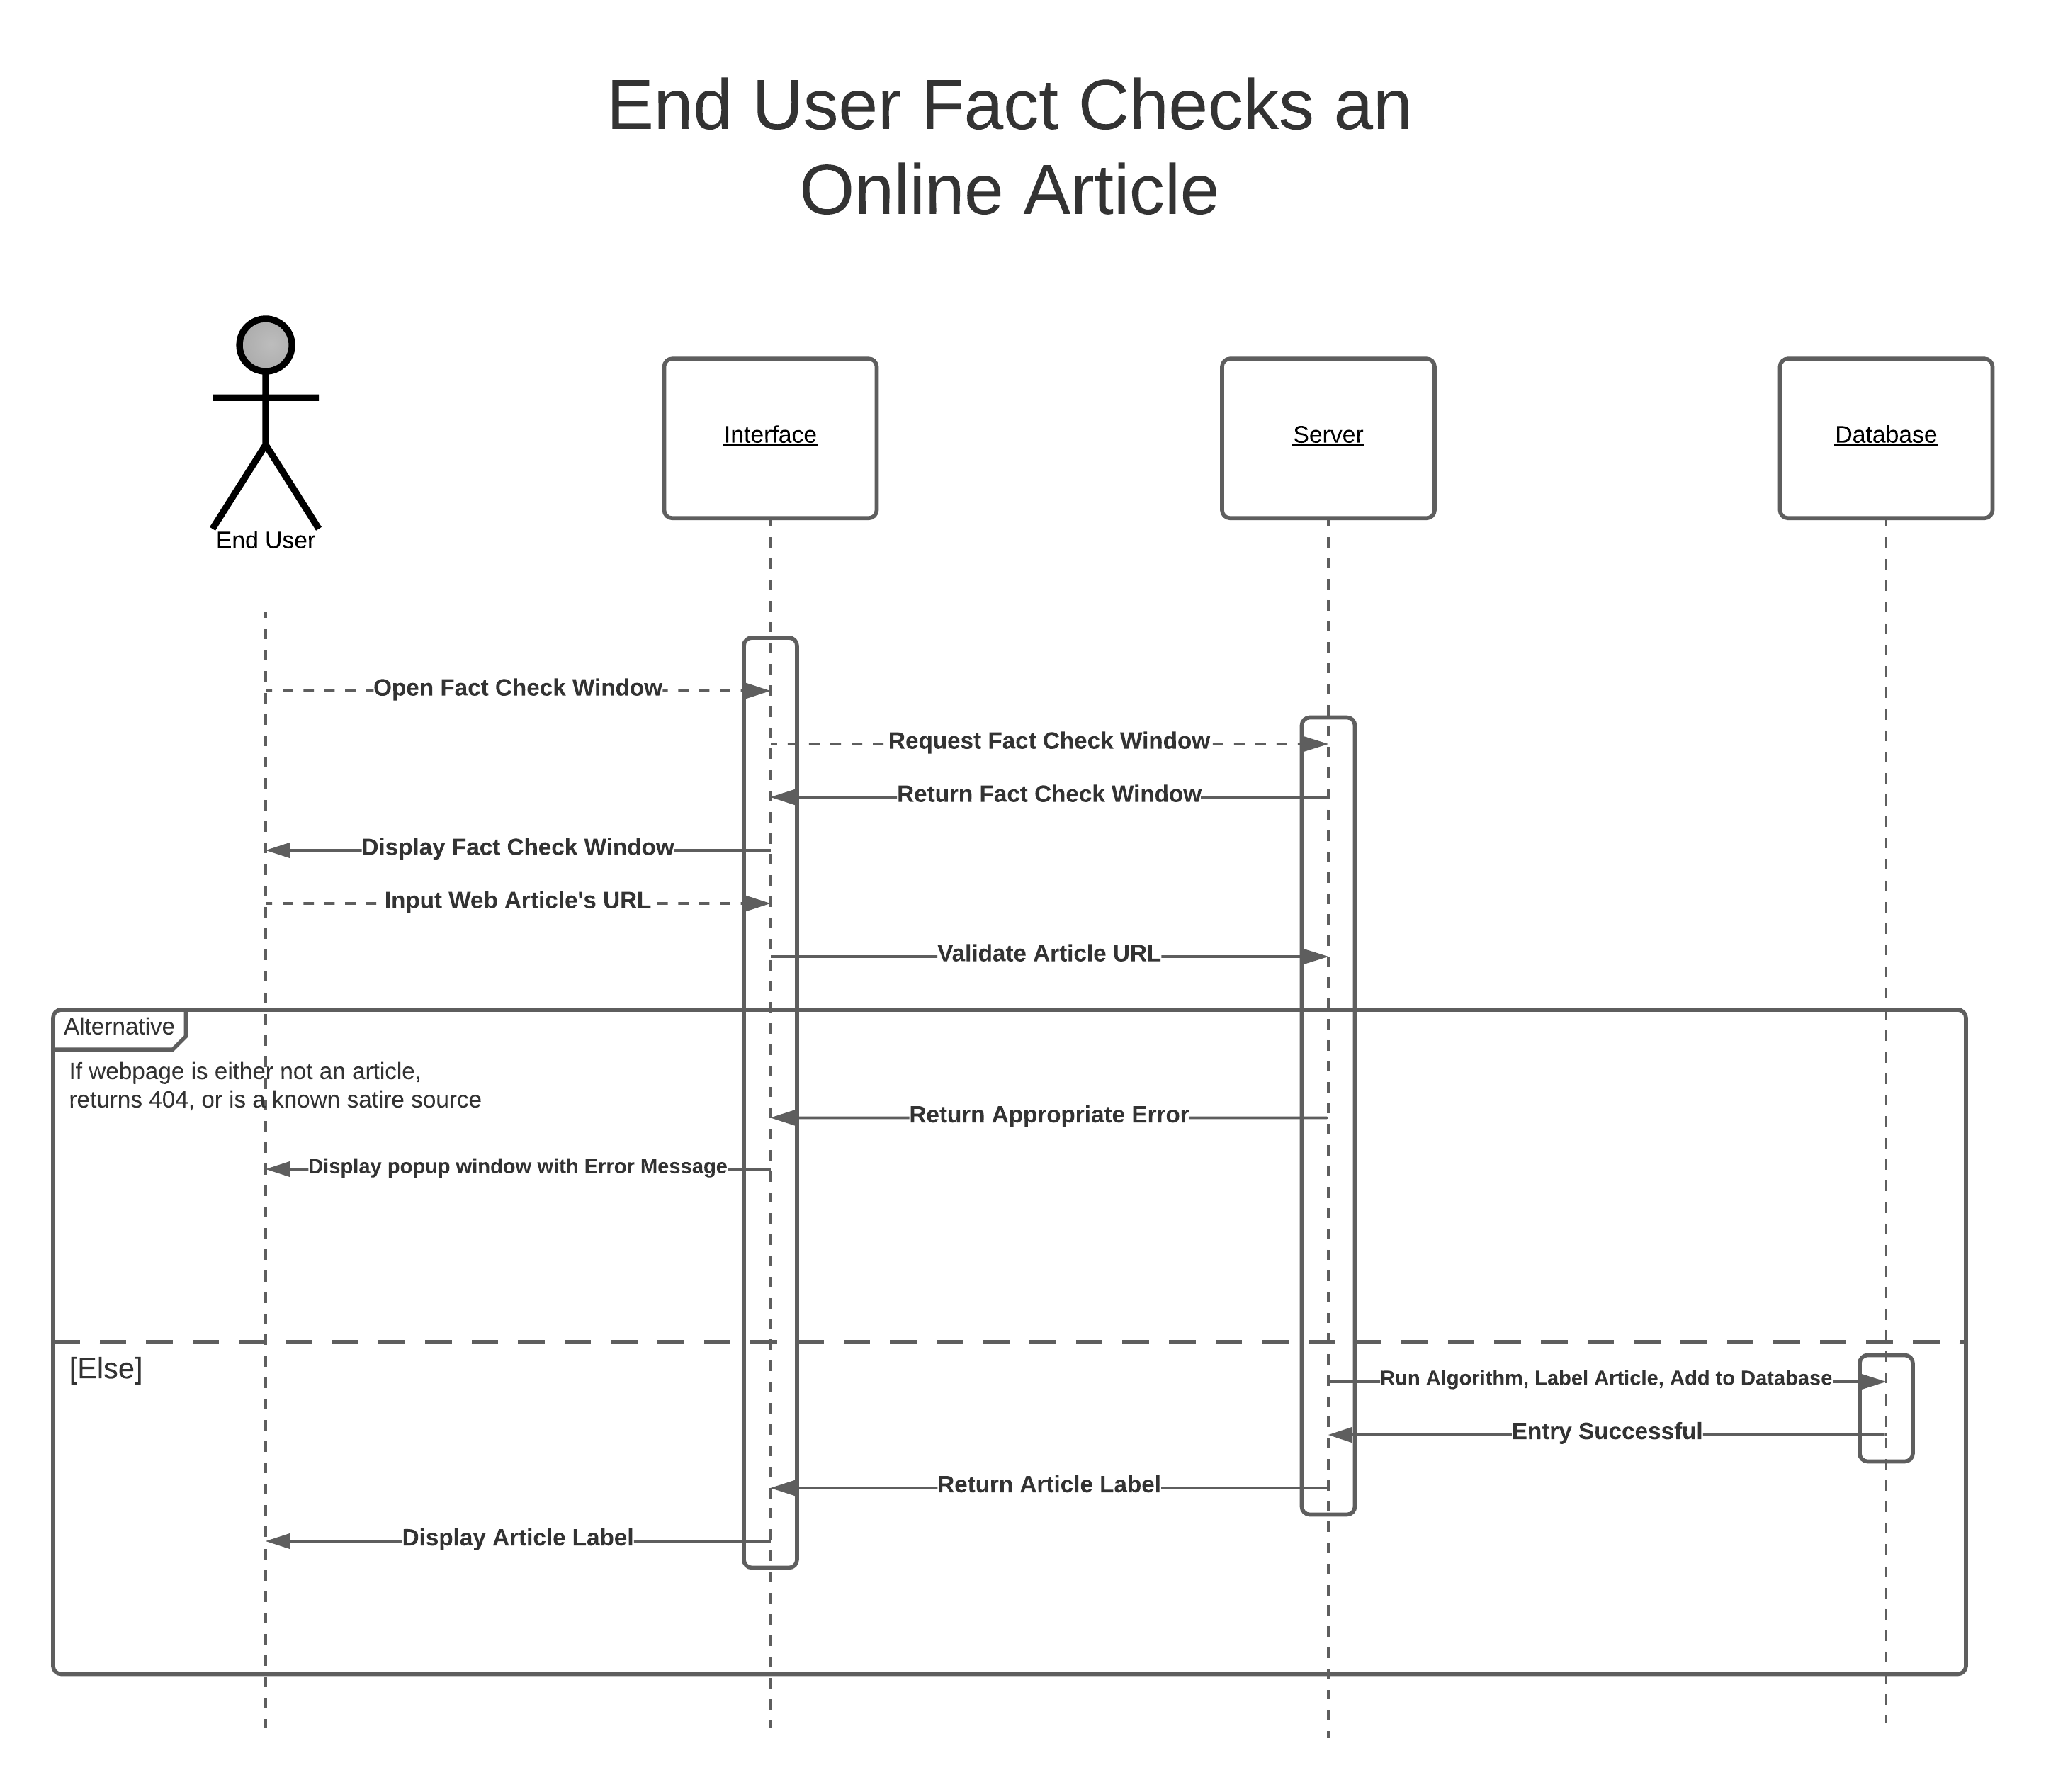 End User Fact Checks an
Online Article
End User
Interface
Server
Database
Open Fact Check Window
Request Fact Check Window
Return Fact Check Window
Display Fact Check Window
Input Web Article's URL
Validate Article URL
Alternative
If webpage is either not an article,
returns 404, or is a known satire source
Return Appropriate Error
Display popup window with Error Message
[Else]
Run Algorithm, Label Article, Add to Database
Entry Successful
Return Article Label
Display Article Label